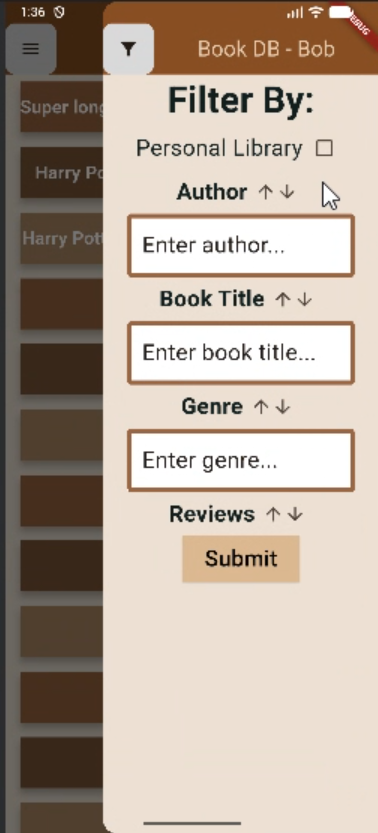 1:36
DEBUG
Book DB - Bob
Filter By:
Super long
Personal Library
Harry Po
Author ↑ ↓
Harry Pott
Enter author...
Book Title ↑ ↓
Enter book title...
Genre ↑ ↓
Enter genre...
Reviews ↑ ↓
Submit